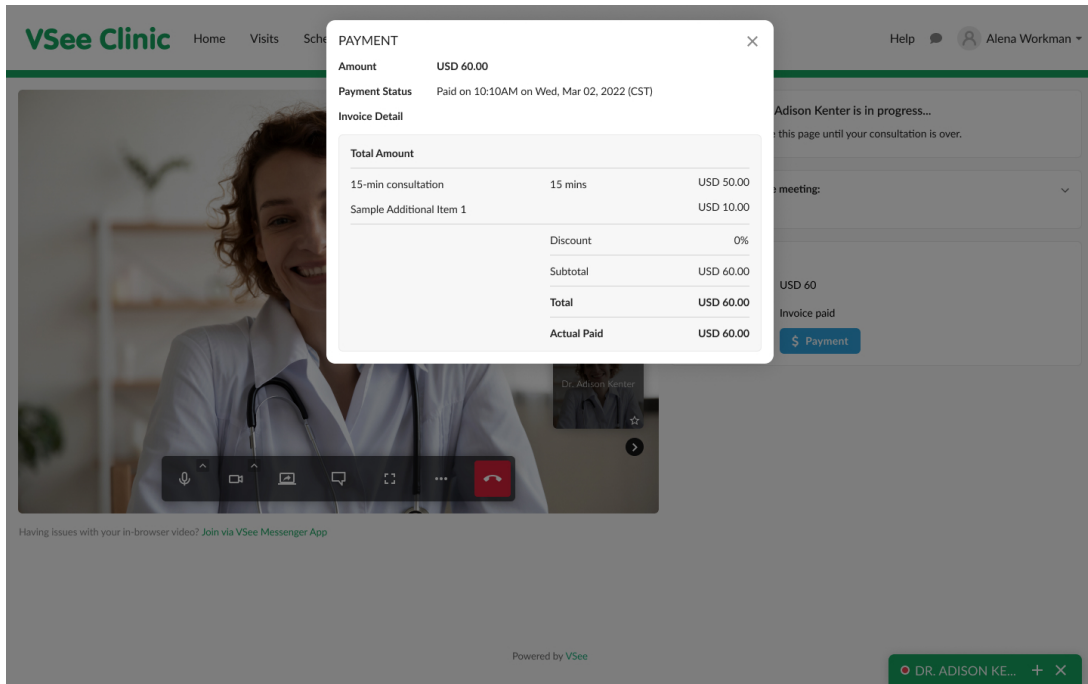 VSee Clinic Home Visits Sche Help Alena Workman
PAYMENT
Amount USD 60.00
Payment Status Paid on 10:10AM on Wed, Mar 02, 2022 (CST)
Invoice Detail
Total Amount
15-min consultation 15 mins USD 50.00
Sample Additional Item 1 USD 10.00
Discount 0%
Subtotal USD 60.00
Total USD 60.00
Actual Paid USD 60.00
Adison Kenter is in progress...
this page until your consultation is over.
meeting:
USD 60
Invoice paid
$ Payment
Dr. Adison Kenter
Having issues with your in-browser video? Join via VSee Messenger App
Powered by VSee
DR. ADISON KE...